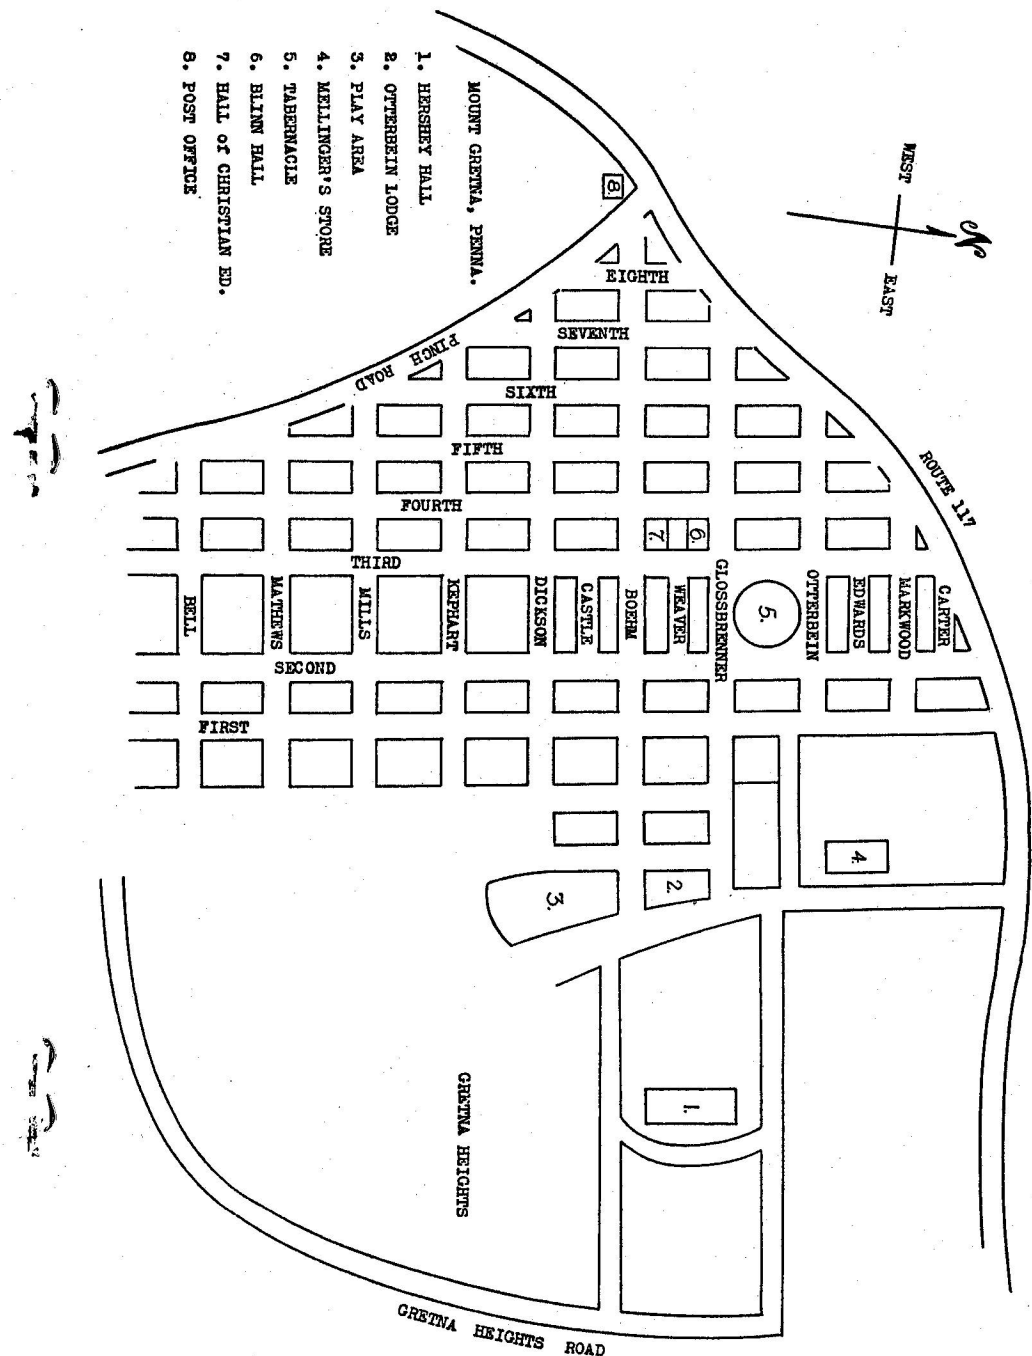 MOUNT GRETNA, PENNA.
1. HERSHEY HALL
2. OTTERBEIN LODGE
3. PLAY AREA
4. MELLINGER'S STORE
5. TABERNACLE
6. BLINN HALL
7. HALL of CHRISTIAN ED.
8. POST OFFICE
N
WEST
EAST
8.
EIGHTH
SEVENTH
SIXTH
PINCH ROAD
FIFTH
FOURTH
ROUTE 117
7.
6.
THIRD
BELL
MATHEWS
MILLS
KEPHART
DICKSON
CASTLE
BOEHM
WEAVER
GLOSSBRENNER
5.
OTTERBEIN
EDWARDS
MARKWOOD
CARTER
SECOND
FIRST
4.
3.
2.
1.
GRETNA HEIGHTS
GRETNA HEIGHTS ROAD